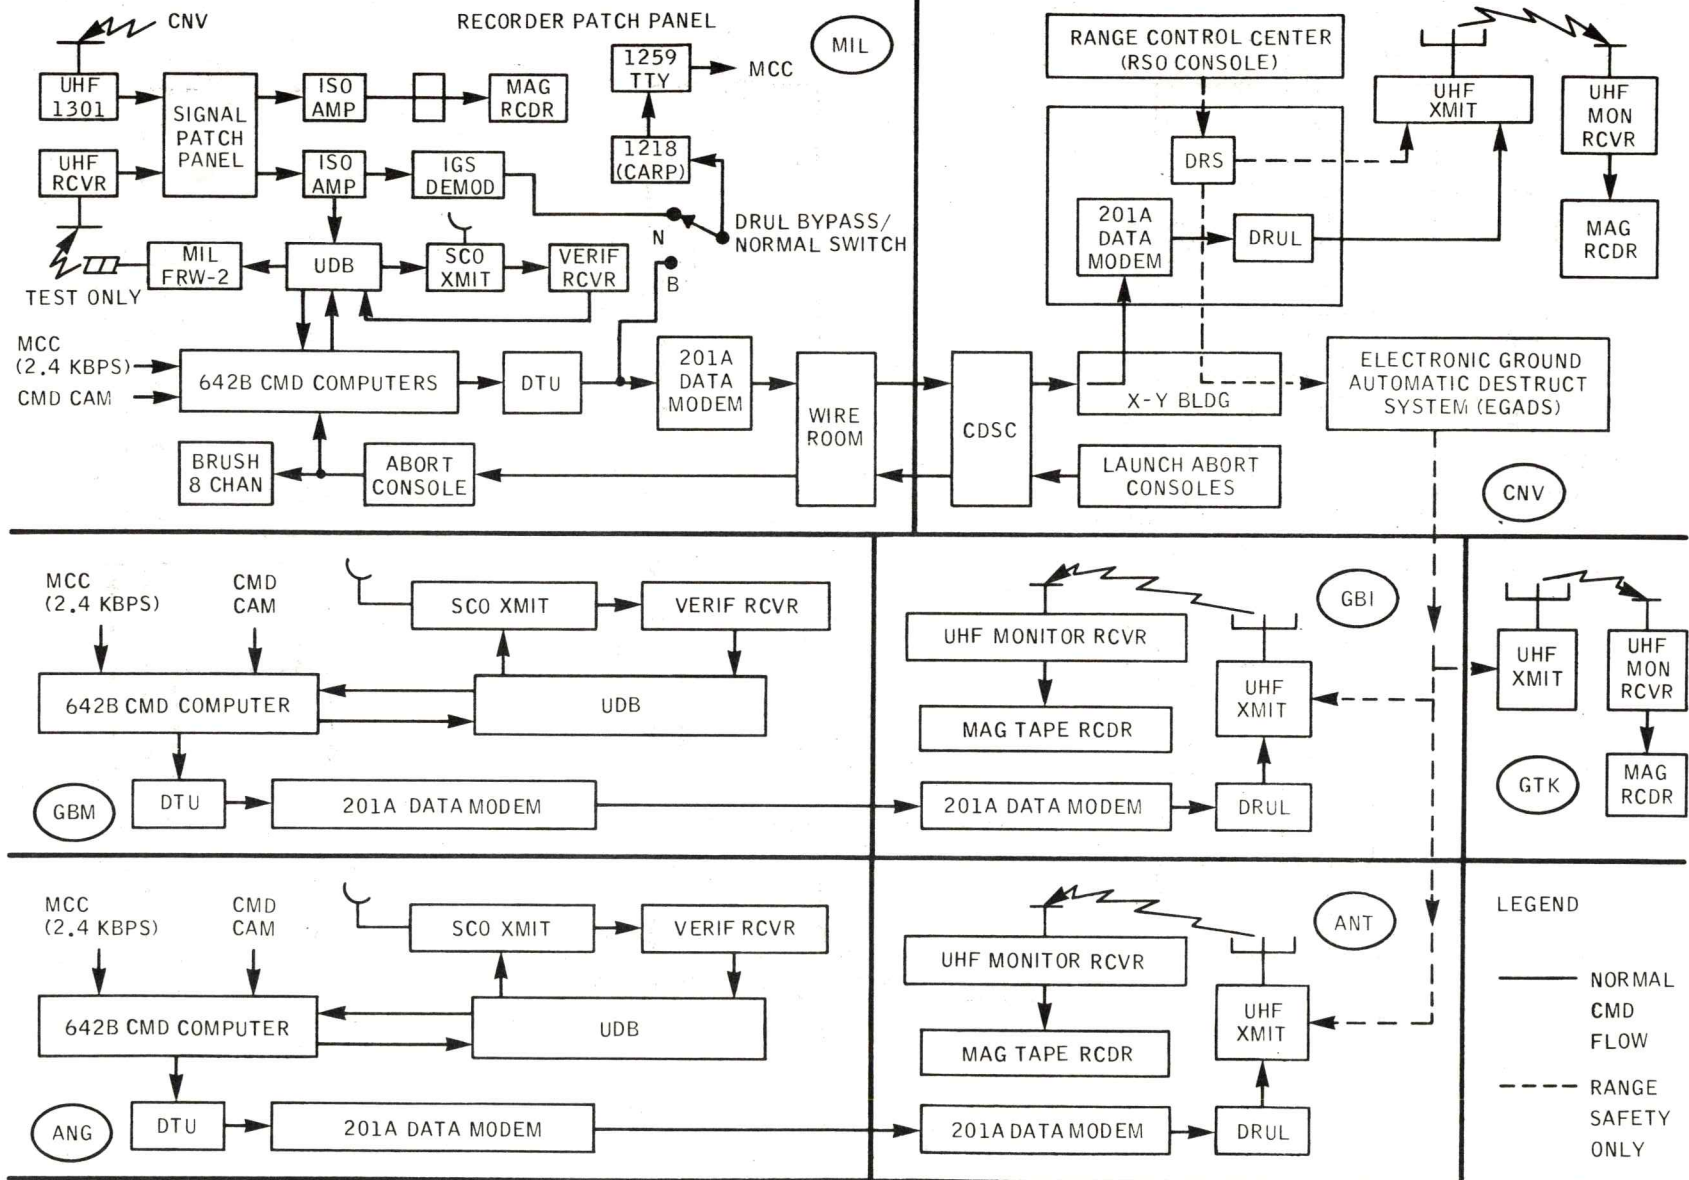 CNV
RECORDER PATCH PANEL
MIL
UHF
1301
SIGNAL
PATCH
PANEL
ISO
AMP
MAG
RCDR
1259
TTY
MCC
UHF
RCVR
ISO
AMP
IGS
DEMOD
1218
(CARP)
N
B
DRUL BYPASS/
NORMAL SWITCH
TEST ONLY
MIL
FRW-2
UDB
SCO
XMIT
VERIF
RCVR
MCC
(2.4 KBPS)
CMD CAM
642B CMD COMPUTERS
DTU
201A
DATA
MODEM
WIRE
ROOM
BRUSH
8 CHAN
ABORT
CONSOLE
RANGE CONTROL CENTER
(RSO CONSOLE)
UHF
XMIT
UHF
MON
RCVR
MAG
RCDR
DRS
201A
DATA
MODEM
DRUL
CDSC
X-Y BLDG
ELECTRONIC GROUND
AUTOMATIC DESTRUCT
SYSTEM (EGADS)
LAUNCH ABORT
CONSOLES
CNV
MCC
(2.4 KBPS)
CMD
CAM
SCO XMIT
VERIF RCVR
642B CMD COMPUTER
UDB
GBM
DTU
201A DATA MODEM
GBI
UHF MONITOR RCVR
MAG TAPE RCDR
UHF
XMIT
201A DATA MODEM
DRUL
UHF
XMIT
UHF
MON
RCVR
GTK
MAG
RCDR
MCC
(2.4 KBPS)
CMD
CAM
SCO XMIT
VERIF RCVR
642B CMD COMPUTER
UDB
ANG
DTU
201A DATA MODEM
ANT
UHF MONITOR RCVR
MAG TAPE RCDR
UHF
XMIT
201A DATA MODEM
DRUL
LEGEND
NORMAL
CMD
FLOW
RANGE
SAFETY
ONLY